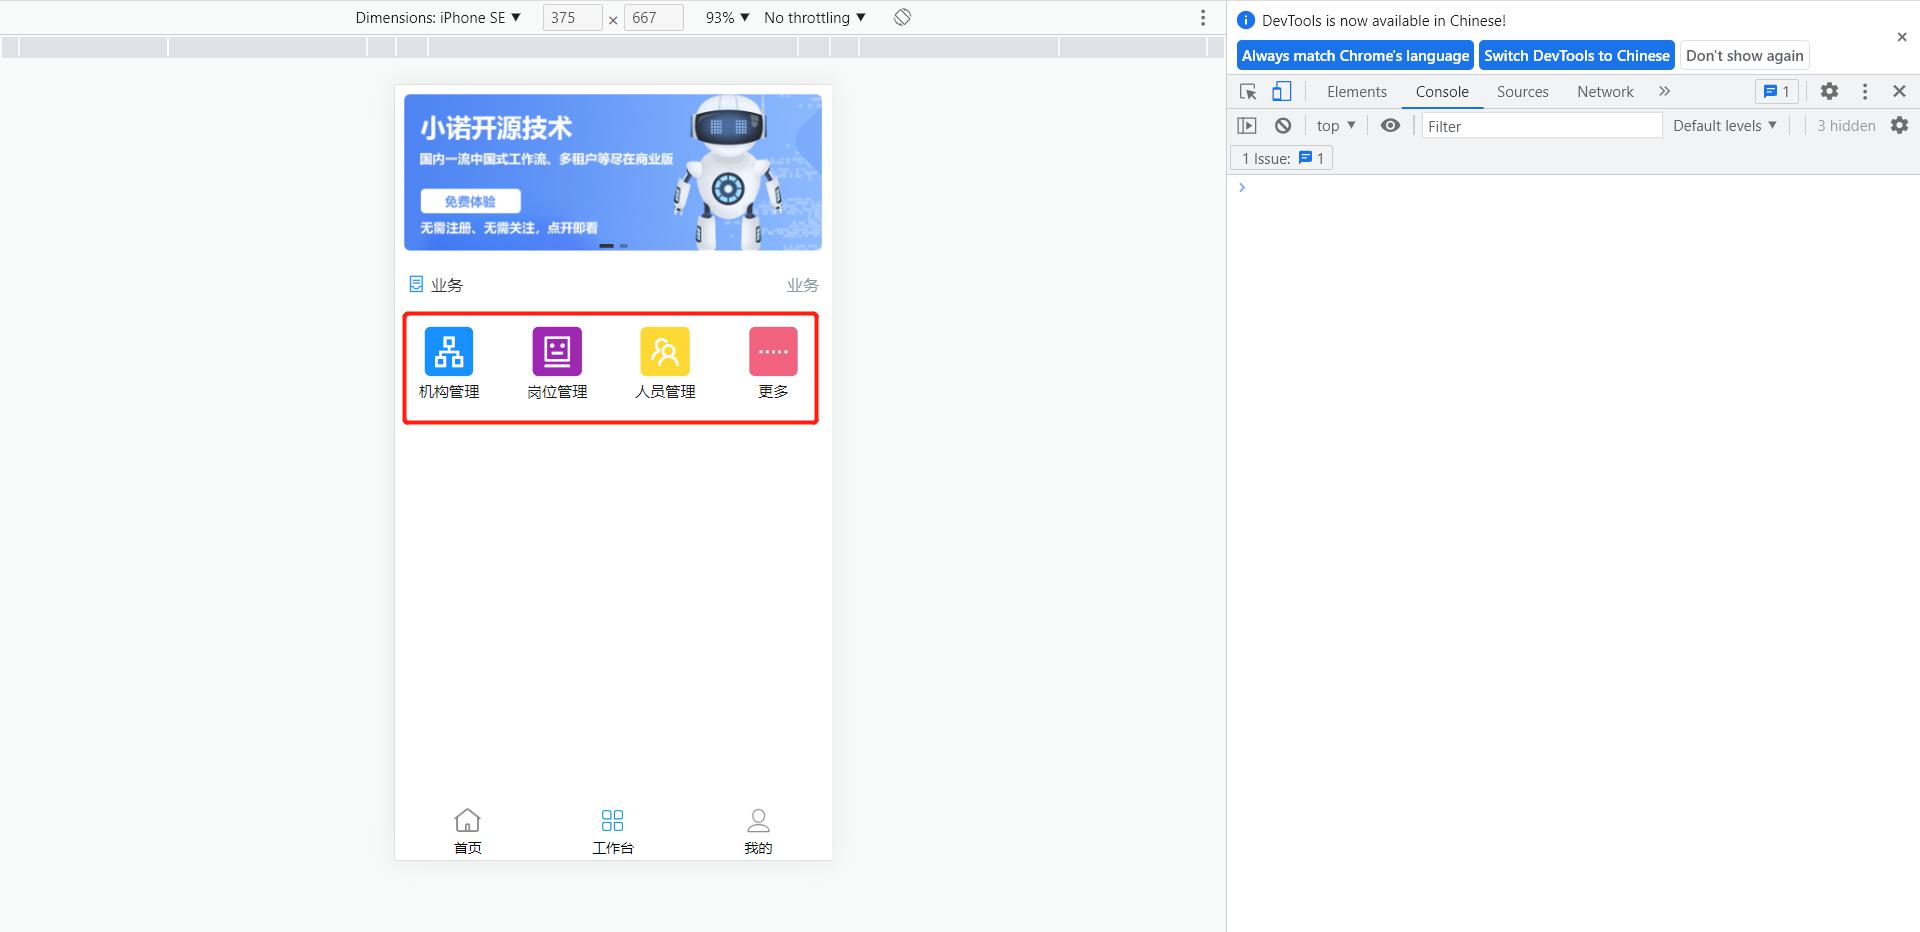 Dimensions: iPhone SE ▼ 375 × 667 93% ▼ No throttling ▼
小诺开源技术
国内一流中国式工作流、多租户等尽在商业版
免费体验
无需注册、无需关注，点开即看
业务 业务
机构管理 岗位管理 人员管理 更多
首页 工作台 我的
DevTools is now available in Chinese!
Always match Chrome's language Switch DevTools to Chinese Don't show again
Elements Console Sources Network 1
top ▼ Filter Default levels ▼ 3 hidden
1 Issue: 1